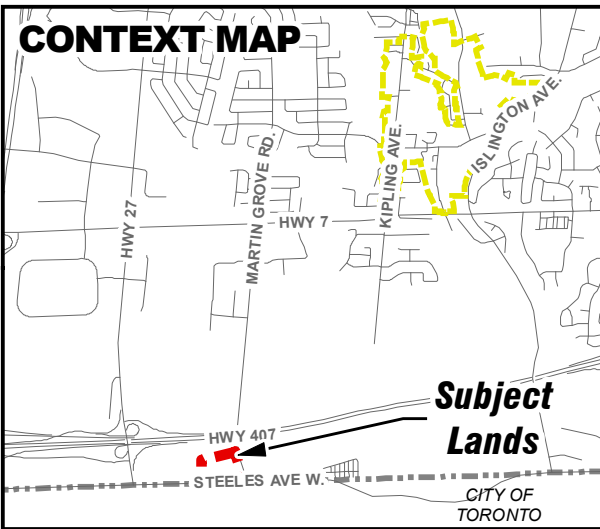 CONTEXT MAP
KIPLING AVE.
ISLINGTON AVE.
MARTIN GROVE RD.
HWY 27
HWY 7
Subject
Lands
HWY 407
STEELES AVE W.
CITY OF
TORONTO